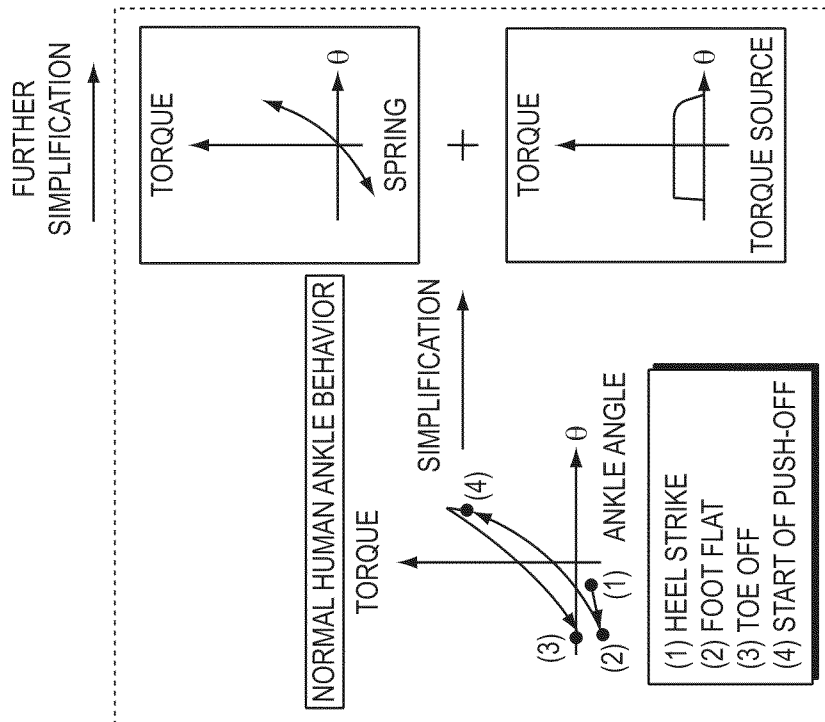 FURTHER
SIMPLIFICATION
NORMAL HUMAN ANKLE BEHAVIOR
TORQUE
(4)
(3)
θ
(1)
(2)
ANKLE ANGLE
SIMPLIFICATION
TORQUE
θ
SPRING
+
TORQUE
θ
TORQUE SOURCE
(1) HEEL STRIKE
(2) FOOT FLAT
(3) TOE OFF
(4) START OF PUSH-OFF